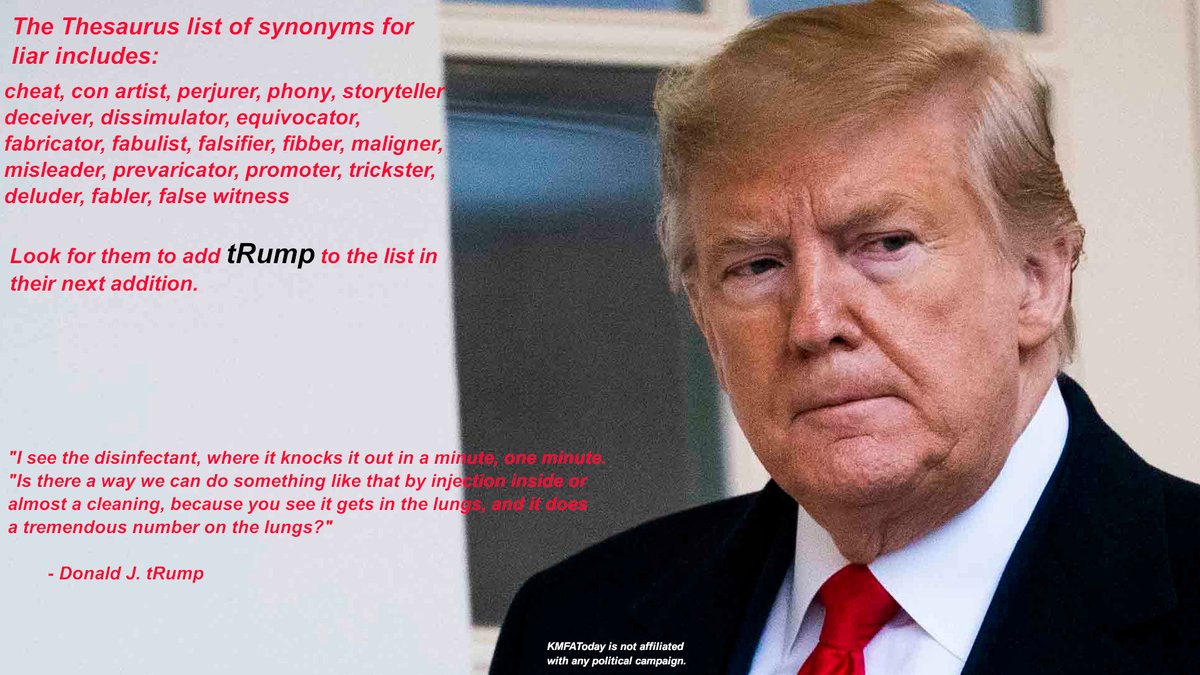 The Thesaurus list of synonyms for
liar includes:
cheat, con artist, perjurer, phony, storyteller
deceiver, dissimulator, equivocator,
fabricator, fabulist, falsifier, fibber, maligner,
misleader, prevaricator, promoter, trickster,
deluder, fabler, false witness
Look for them to add tRump to the list in
their next addition.
"I see the disinfectant, where it knocks it out in a minute, one minute.
"Is there a way we can do something like that by injection inside or
almost a cleaning, because you see it gets in the lungs, and it does
a tremendous number on the lungs?"
- Donald J. tRump
KMFAToday is not affiliated
with any political campaign.